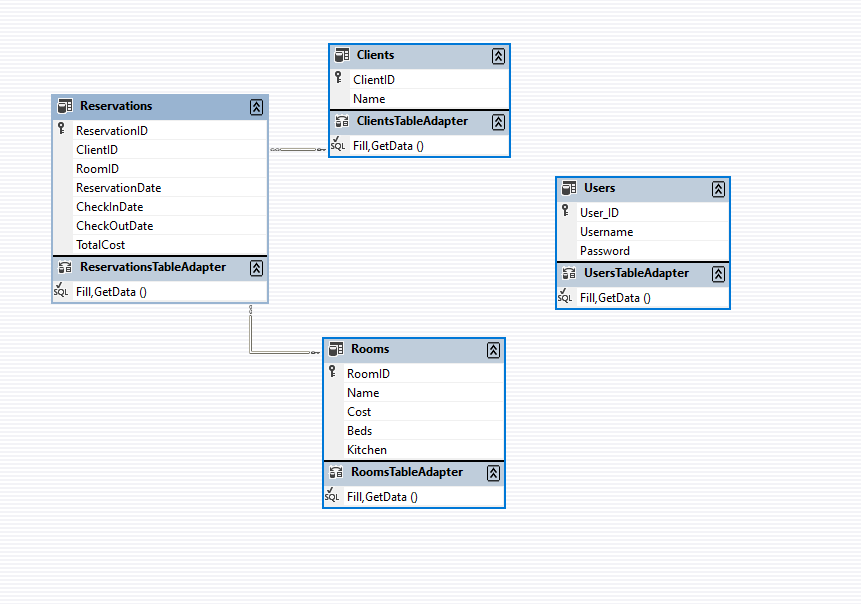 Clients
ClientID
Name
ClientsTableAdapter
SQL Fill,GetData ()
Reservations
ReservationID
ClientID
RoomID
ReservationDate
CheckInDate
CheckOutDate
TotalCost
ReservationsTableAdapter
SQL Fill,GetData ()
Users
User_ID
Username
Password
UsersTableAdapter
SQL Fill,GetData ()
Rooms
RoomID
Name
Cost
Beds
Kitchen
RoomsTableAdapter
SQL Fill,GetData ()